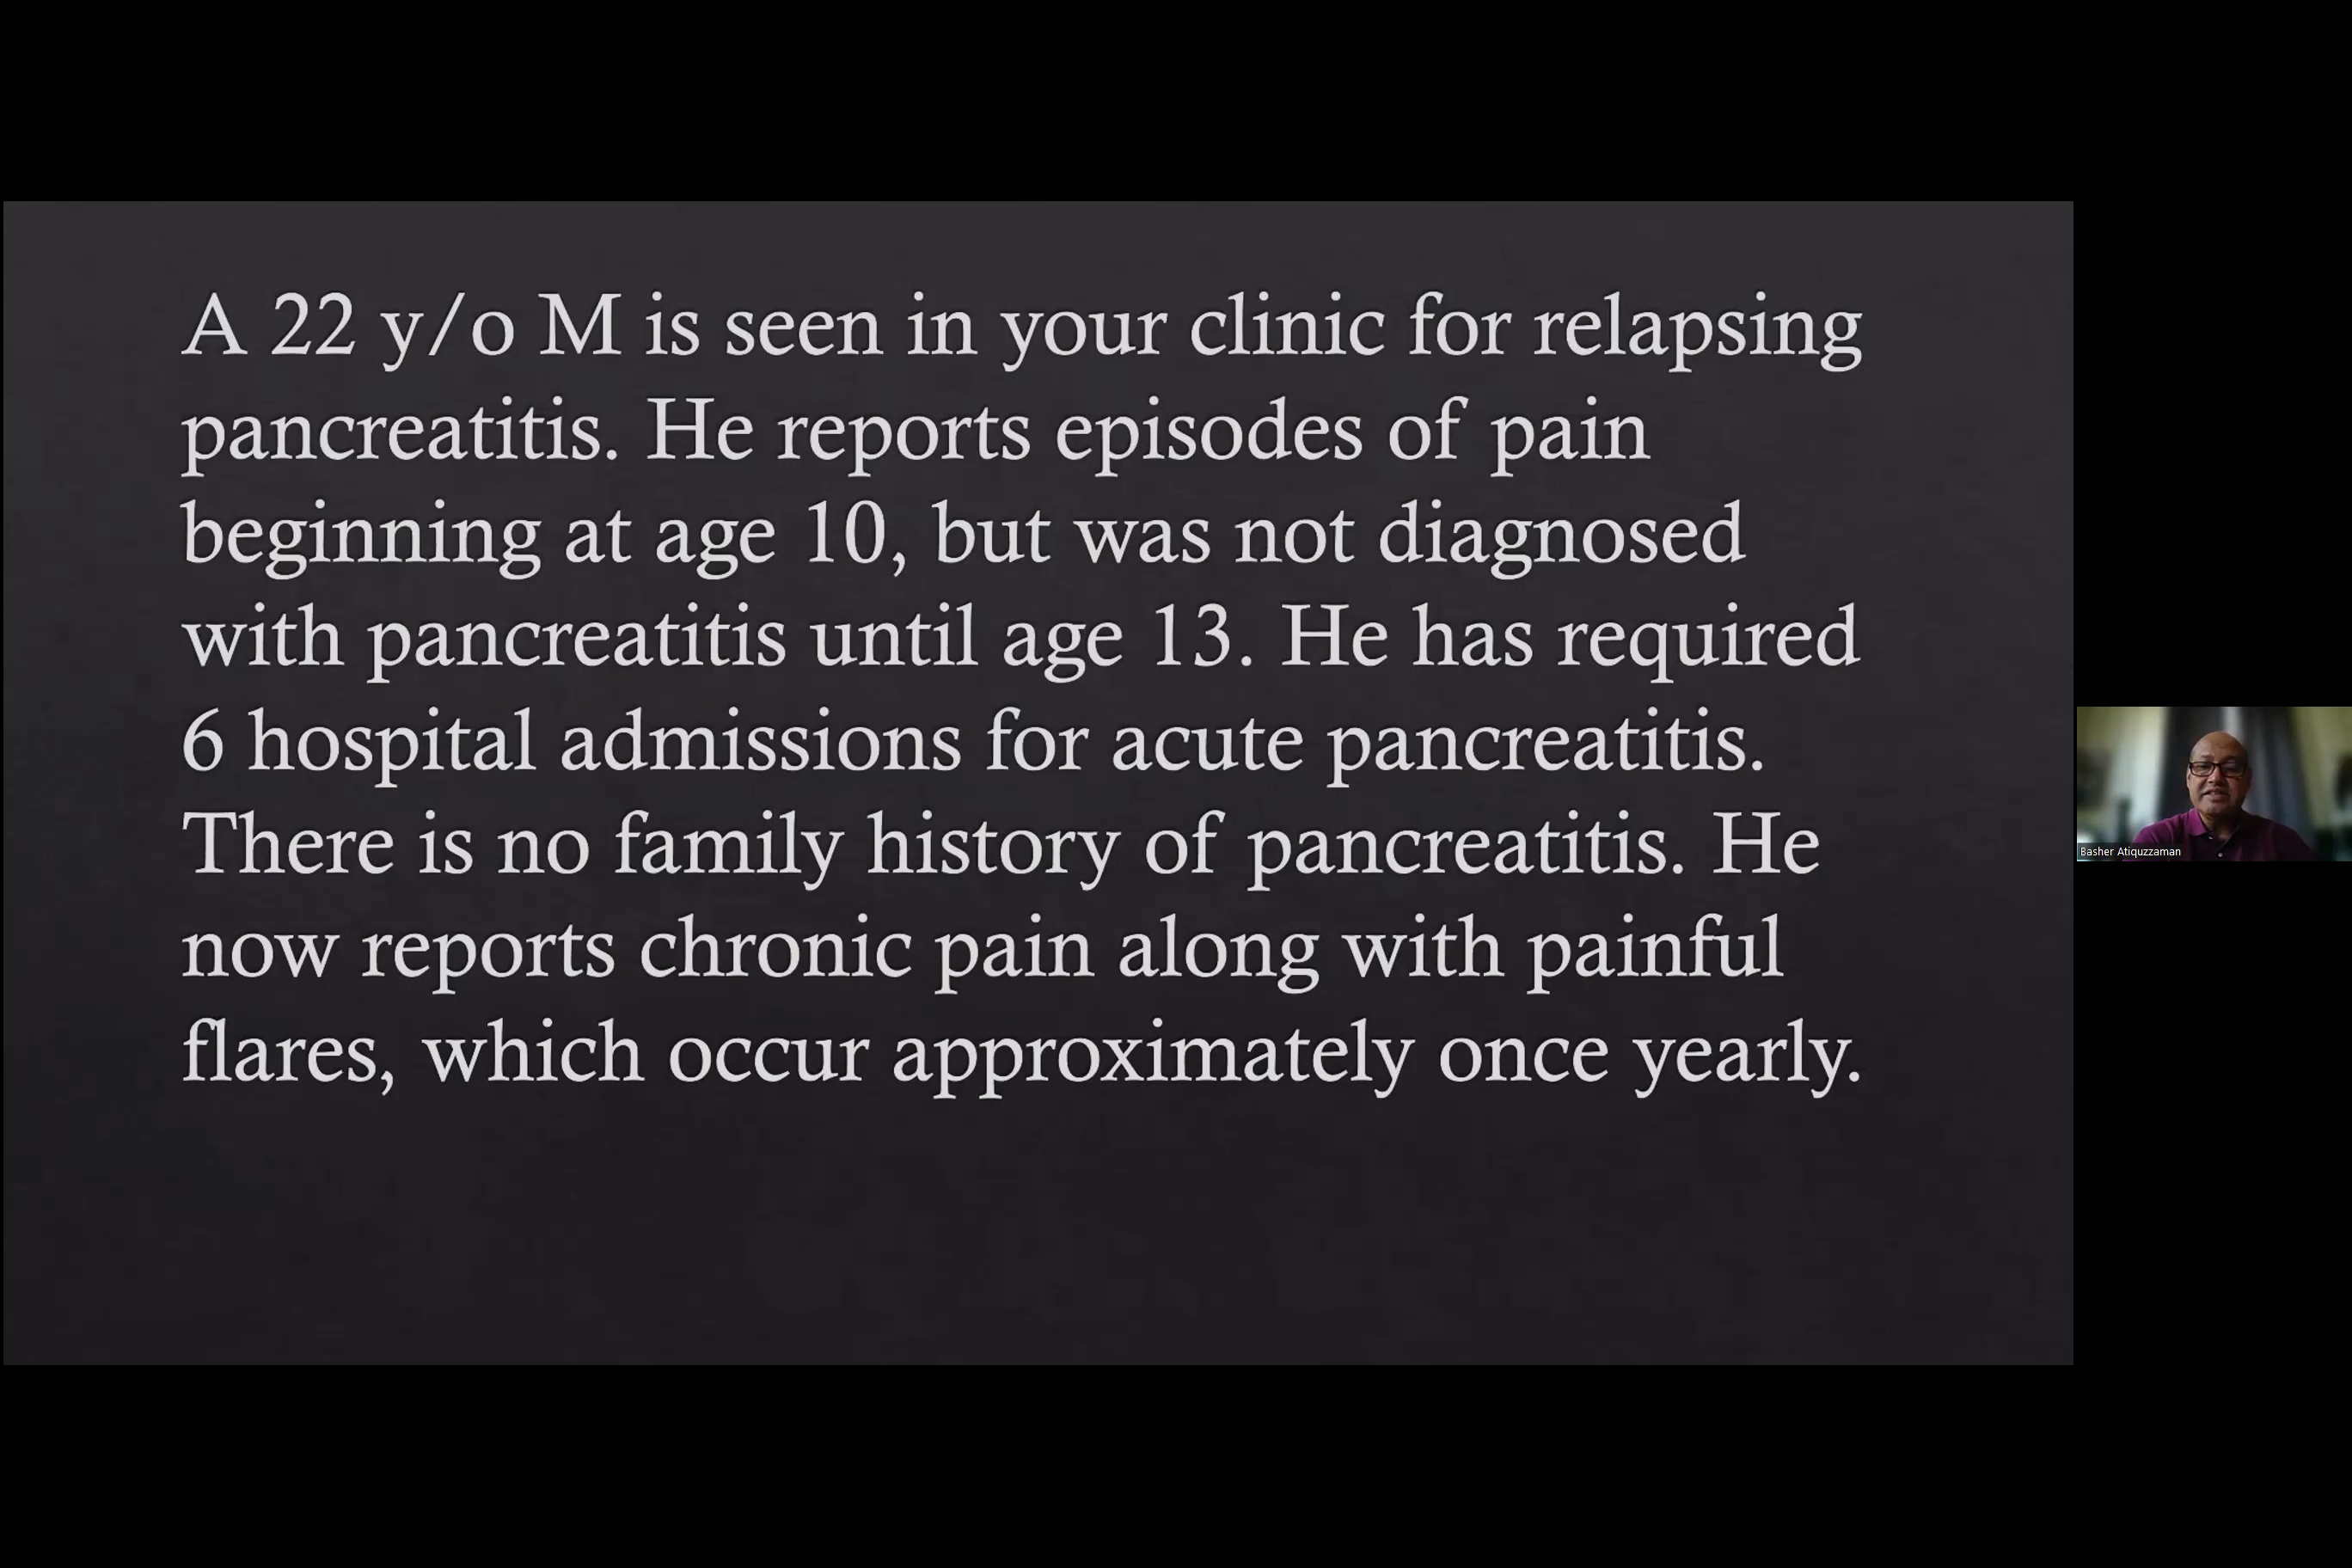 A 22 y/o M is seen in your clinic for relapsing
pancreatitis. He reports episodes of pain
beginning at age 10, but was not diagnosed
with pancreatitis until age 13. He has required
6 hospital admissions for acute pancreatitis.
There is no family history of pancreatitis. He
now reports chronic pain along with painful
flares, which occur approximately once yearly.
Basher Atiquzzaman